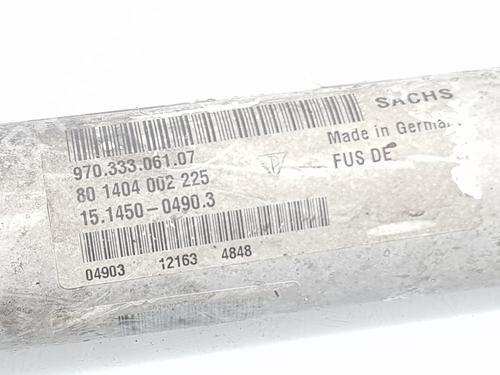 SACHS
970.333.061.07
Made in German
80 1404 002 225
FUS DE
15.1450-0490.3
04903 12163 4848